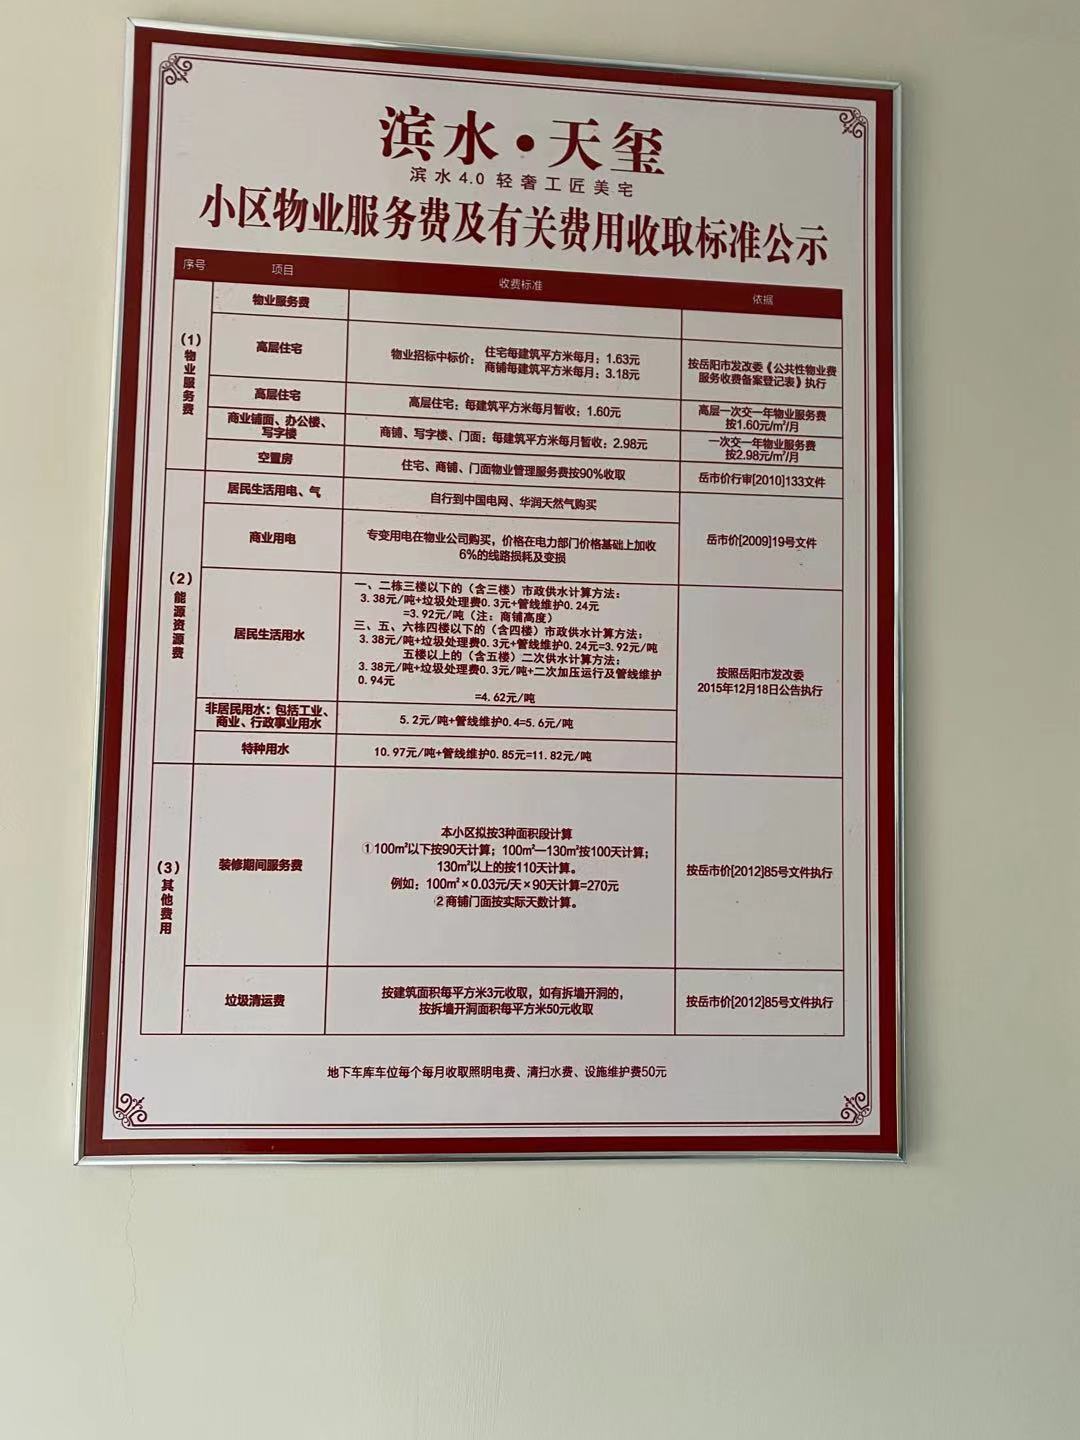 滨水·天玺
滨水4.0 轻奢工匠美宅
小区物业服务费及有关费用收取标准公示
序号 项目 收费标准 依据
(1)物业服务费
物业服务费
高层住宅
物业招标中标价： 住宅每建筑平方米每月：1.63元
商铺每建筑平方米每月：3.18元
按岳阳市发改委《公共性物业费
服务收费备案登记表》执行
高层住宅
高层住宅：每建筑平方米每月暂收：1.60元
高层一次交一年物业服务费
按1.60元/㎡/月
商业铺面、办公楼、
写字楼
商铺、写字楼、门面：每建筑平方米每月暂收：2.98元
一次交一年物业服务费
按2.98元/㎡/月
空置房
住宅、商铺、门面物业管理服务费按90%收取
岳市价行审[2010]133文件
(2)能源资源费
居民生活用电、气
自行到中国电网、华润天然气购买
商业用电
专变用电在物业公司购买，价格在电力部门价格基础上加收
6%的线路损耗及变损
岳市价[2009]19号文件
居民生活用水
一、二栋三楼以下的（含三楼）市政供水计算方法：
3.38元/吨+垃圾处理费0.3元+管线维护0.24元
=3.92元/吨（注：商铺高度）
三、五、六栋四楼以下的（含四楼）市政供水计算方法：
3.38元/吨+垃圾处理费0.3元+管线维护0.24元=3.92元/吨
五楼以上的（含五楼）二次供水计算方法：
3.38元/吨+垃圾处理费0.3元/吨+二次加压运行及管线维护
0.94元
=4.62元/吨
按照岳阳市发改委
2015年12月18日公告执行
非居民用水：包括工业、
商业、行政事业用水
5.2元/吨+管线维护0.4=5.6元/吨
特种用水
10.97元/吨+管线维护0.85元=11.82元/吨
(3)其他费用
装修期间服务费
本小区拟按3种面积段计算
①100㎡以下按90天计算；100㎡—130㎡按100天计算；
130㎡以上的按110天计算。
例如：100㎡×0.03元/天×90天计算=270元
2 商铺门面按实际天数计算。
按岳市价[2012]85号文件执行
垃圾清运费
按建筑面积每平方米3元收取，如有拆墙开洞的，
按拆墙开洞面积每平方米50元收取
按岳市价[2012]85号文件执行
地下车库车位每个每月收取照明电费、清扫水费、设施维护费50元